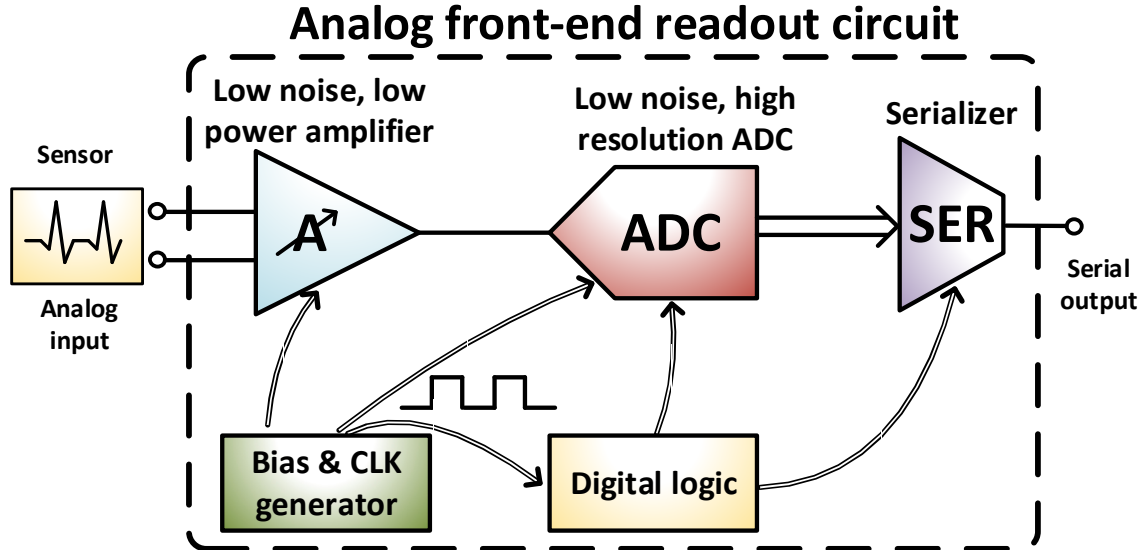 Analog front-end readout circuit
Low noise, low
power amplifier
Low noise, high
resolution ADC
Serializer
Sensor
A
ADC
SER
Analog
input
Serial
output
Bias & CLK
generator
Digital logic